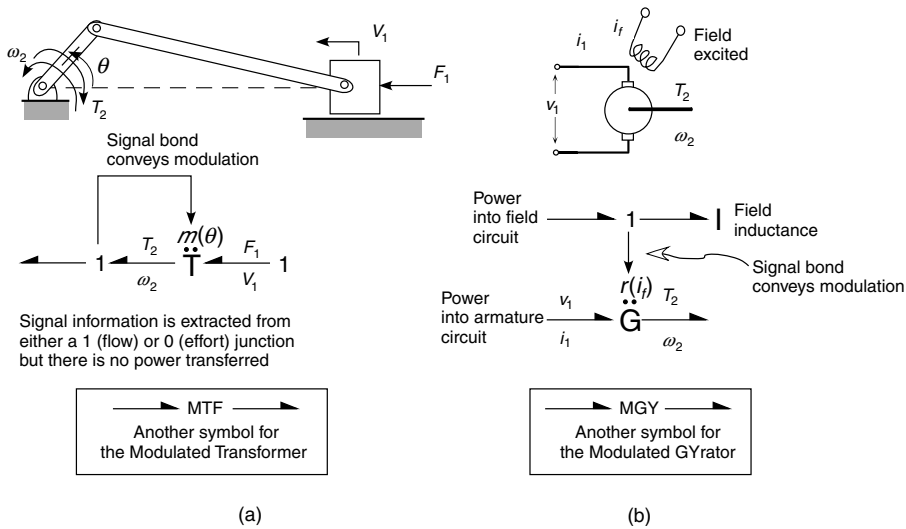 V1
F1
ω2
θ
T2
Signal bond
conveys modulation
m(θ)
1
T2
ω2
T
F1
V1
1
Signal information is extracted from
either a 1 (flow) or 0 (effort) junction
but there is no power transferred
MTF
Another symbol for
the Modulated Transformer
(a)
i1
if
Field
excited
v1
T2
ω2
Power
into field
circuit
1
I
Field
inductance
Signal bond
conveys modulation
r(if)
Power
into armature
circuit
v1
i1
G
T2
ω2
MGY
Another symbol for
the Modulated GYrator
(b)